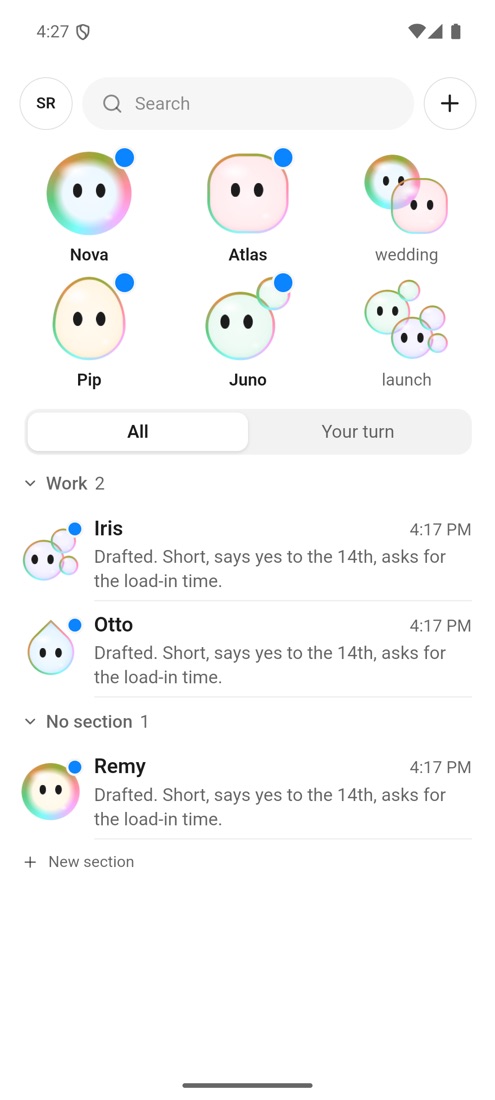 4:27
SR
Search
Nova
Atlas
wedding
Pip
Juno
launch
All
Your turn
Work 2
Iris
4:17 PM
Drafted. Short, says yes to the 14th, asks for
the load-in time.
Otto
4:17 PM
Drafted. Short, says yes to the 14th, asks for
the load-in time.
No section 1
Remy
4:17 PM
Drafted. Short, says yes to the 14th, asks for
the load-in time.
New section